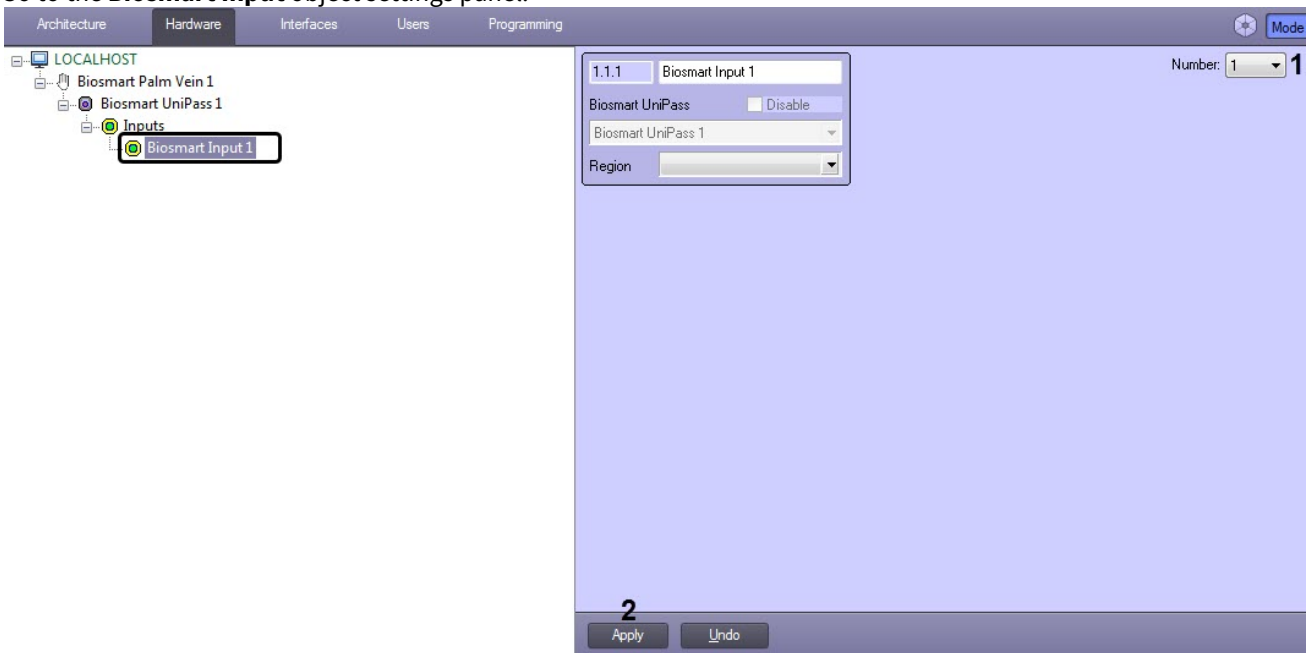 Go to the Biosmart Input object settings panel.
Architecture Hardware Interfaces Users Programming Mode
LOCALHOST
Biosmart Palm Vein 1
Biosmart UniPass 1
Inputs
Biosmart Input 1
1.1.1 Biosmart Input 1
Biosmart UniPass Disable
Biosmart UniPass 1
Region
Number: 1 1
2
Apply Undo